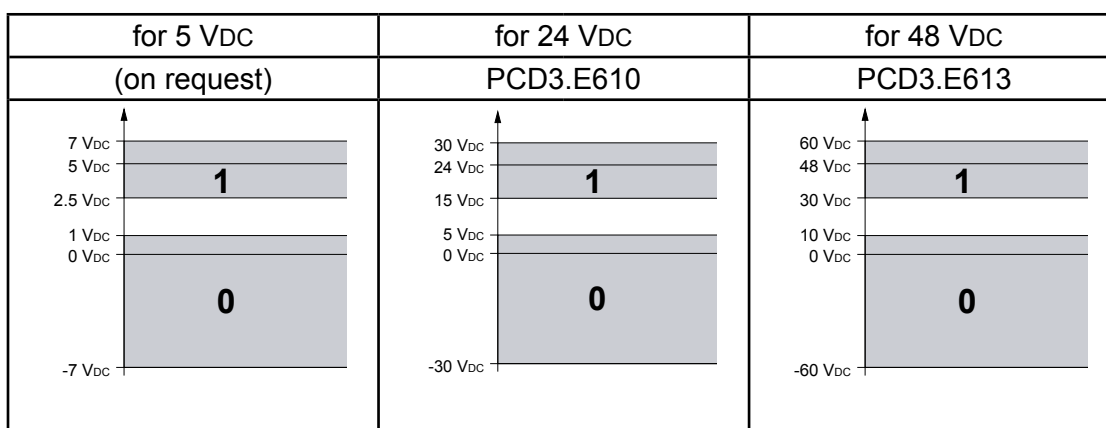 for 5 VDC
for 24 VDC
for 48 VDC
(on request)
PCD3.E610
PCD3.E613
7 VDC
5 VDC
1
2.5 VDC
1 VDC
0 VDC
0
-7 VDC
30 VDC
24 VDC
1
15 VDC
5 VDC
0 VDC
0
-30 VDC
60 VDC
48 VDC
1
30 VDC
10 VDC
0 VDC
0
-60 VDC